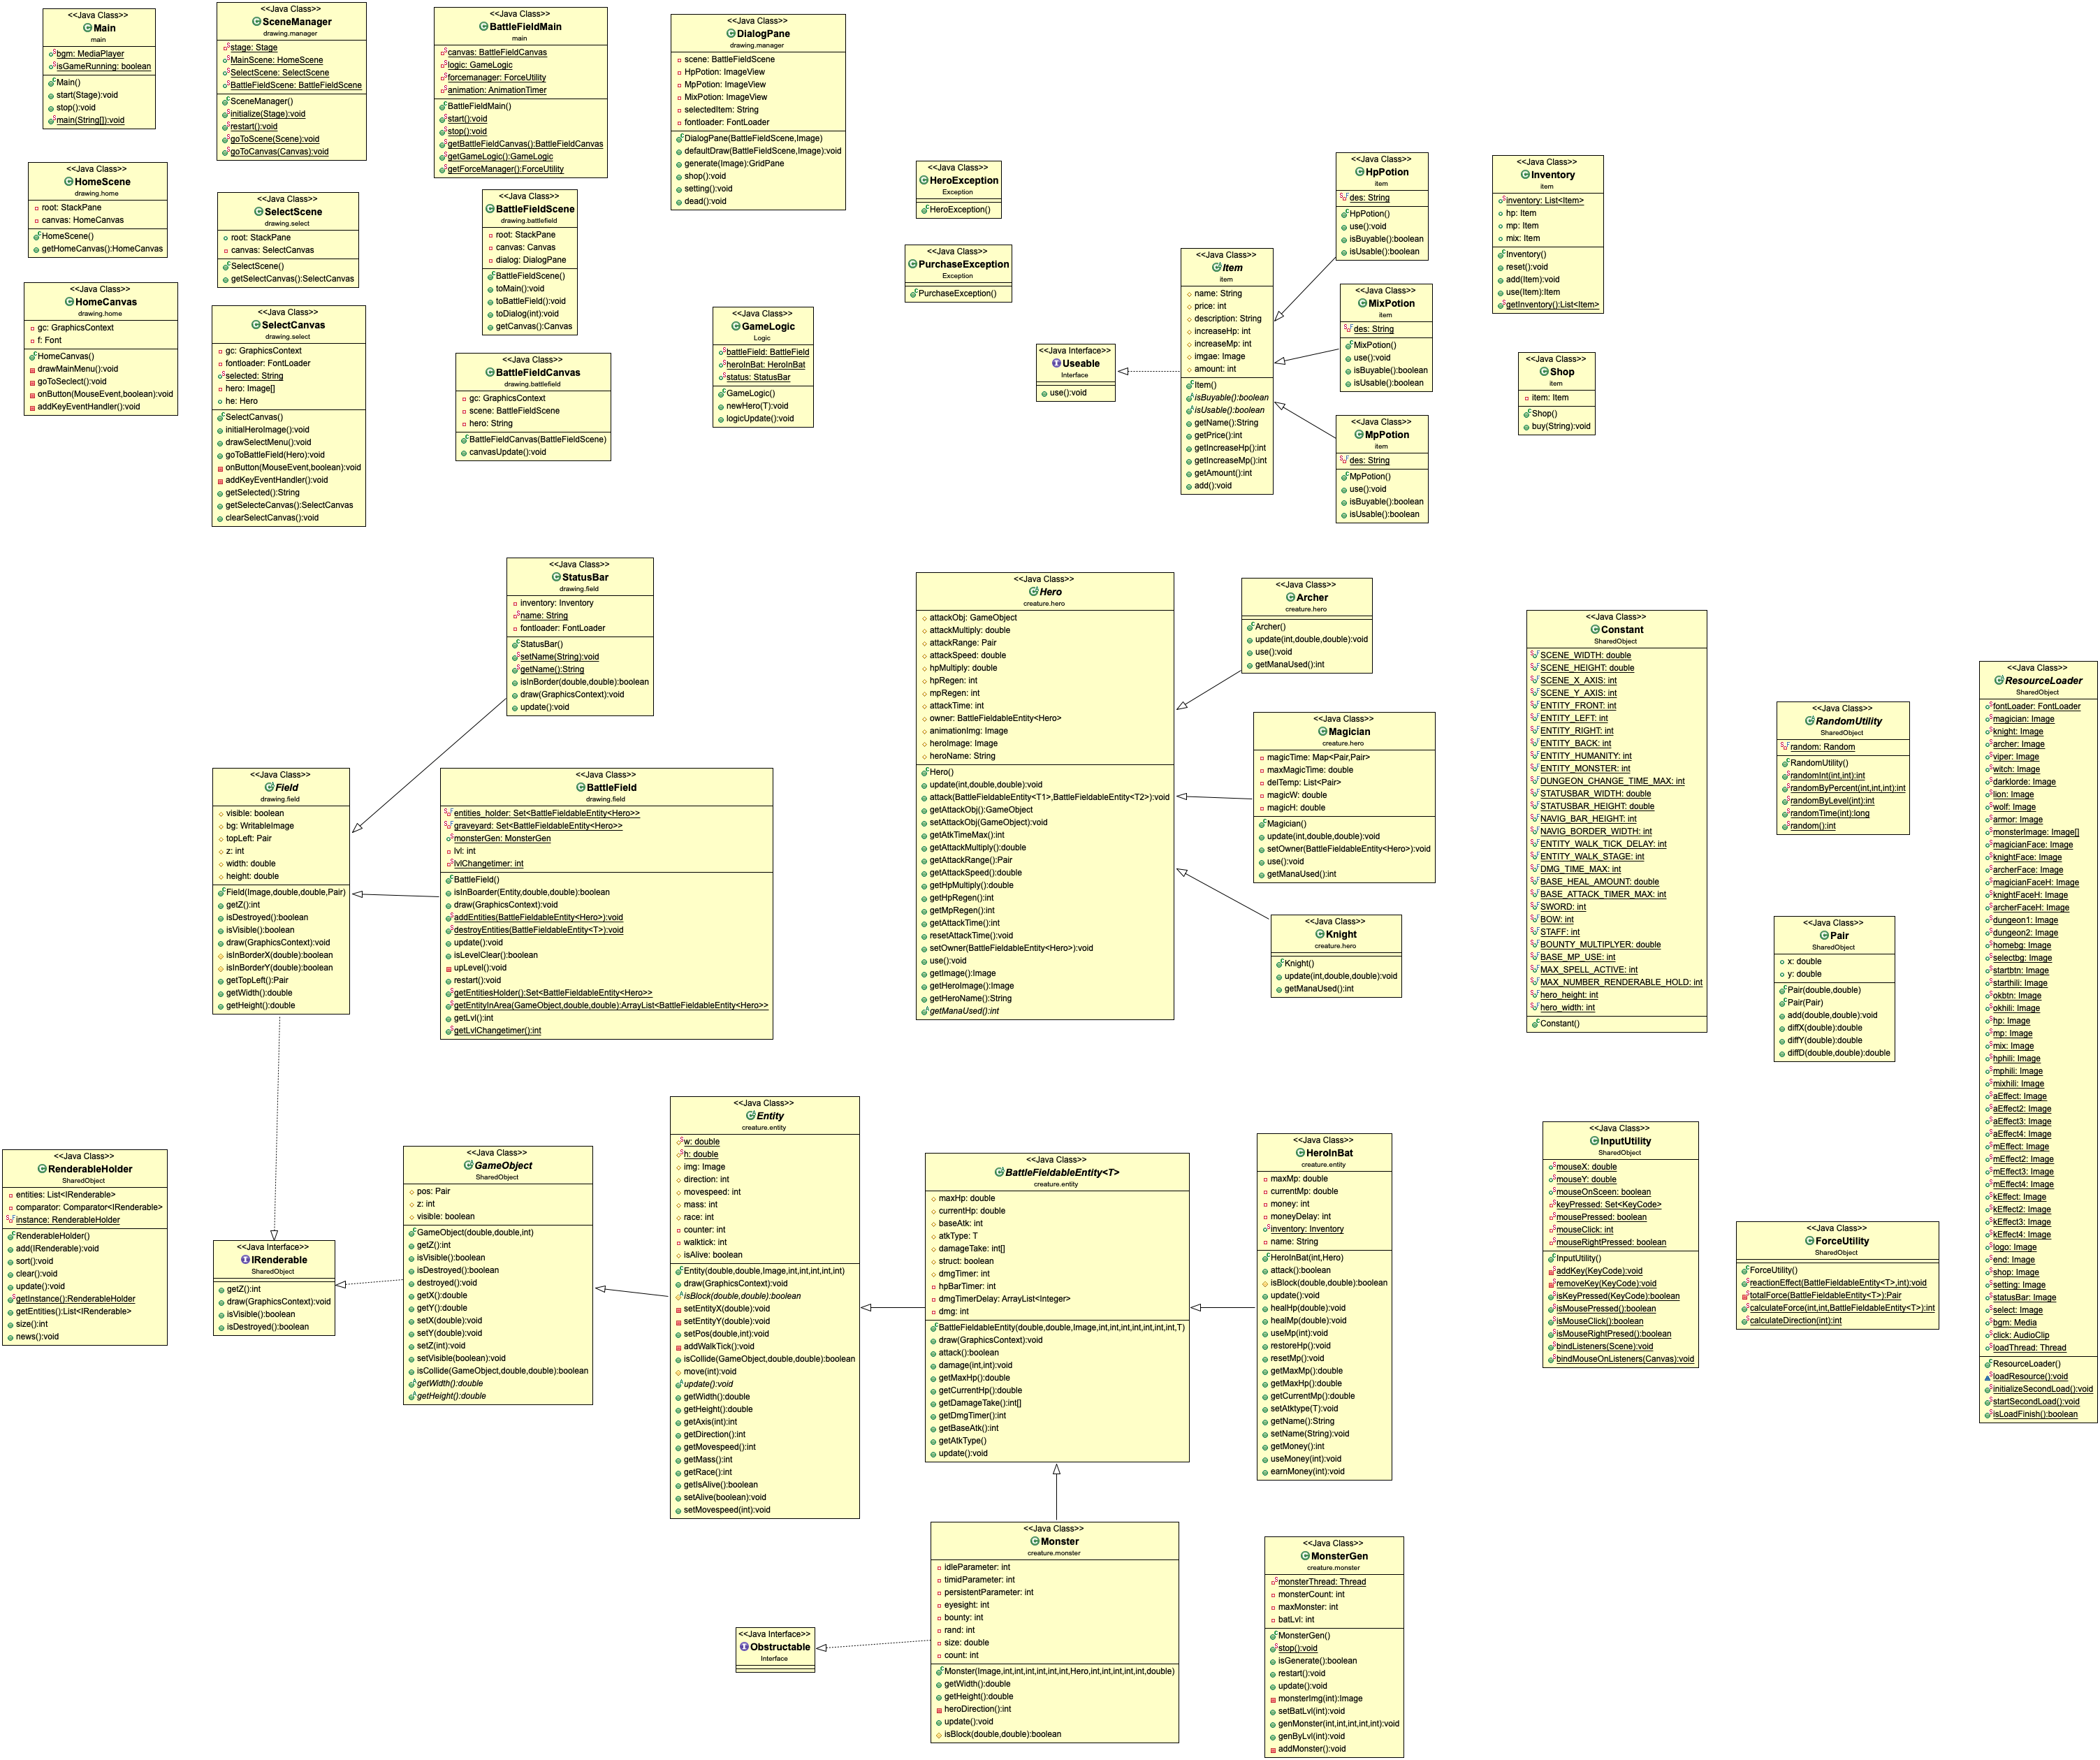 <<Java Class>>
Main
main
bgm: MediaPlayer
isGameRunning: boolean
Main()
start(Stage):void
stop():void
main(String[]):void
<<Java Class>>
SceneManager
drawing.manager
stage: Stage
MainScene: HomeScene
SelectScene: SelectScene
BattleFieldScene: BattleFieldScene
SceneManager()
initialize(Stage):void
restart():void
goToScene(Scene):void
goToCanvas(Canvas):void
<<Java Class>>
BattleFieldMain
main
canvas: BattleFieldCanvas
logic: GameLogic
forcemanager: ForceUtility
animation: AnimationTimer
BattleFieldMain()
start():void
stop():void
getBattleFieldCanvas():BattleFieldCanvas
getGameLogic():GameLogic
getForceManager():ForceUtility
<<Java Class>>
DialogPane
drawing.manager
scene: BattleFieldScene
HpPotion: ImageView
MpPotion: ImageView
MixPotion: ImageView
selectedItem: String
fontloader: FontLoader
DialogPane(BattleFieldScene,Image)
defaultDraw(BattleFieldScene,Image):void
generate(Image):GridPane
shop():void
setting():void
dead():void
<<Java Class>>
HomeScene
drawing.home
root: StackPane
canvas: HomeCanvas
HomeScene()
getHomeCanvas():HomeCanvas
<<Java Class>>
SelectScene
drawing.select
root: StackPane
canvas: SelectCanvas
SelectScene()
getSelectCanvas():SelectCanvas
<<Java Class>>
BattleFieldScene
drawing.battlefield
root: StackPane
canvas: Canvas
dialog: DialogPane
BattleFieldScene()
toMain():void
toBattleField():void
toDialog(int):void
getCanvas():Canvas
<<Java Class>>
HeroException
Exception
HeroException()
<<Java Class>>
PurchaseException
Exception
PurchaseException()
<<Java Class>>
HpPotion
item
des: String
HpPotion()
use():void
isBuyable():boolean
isUsable():boolean
<<Java Class>>
Inventory
item
inventory: List<Item>
hp: Item
mp: Item
mix: Item
Inventory()
reset():void
add(Item):void
use(Item):Item
getInventory():List<Item>
<<Java Class>>
HomeCanvas
drawing.home
gc: GraphicsContext
f: Font
HomeCanvas()
drawMainMenu():void
goToSeclect():void
onButton(MouseEvent,boolean):void
addKeyEventHandler():void
<<Java Class>>
SelectCanvas
drawing.select
gc: GraphicsContext
fontloader: FontLoader
selected: String
hero: Image[]
he: Hero
SelectCanvas()
initialHeroImage():void
drawSelectMenu():void
goToBattleField(Hero):void
onButton(MouseEvent,boolean):void
addKeyEventHandler():void
getSelected():String
getSelecteCanvas():SelectCanvas
clearSelectCanvas():void
<<Java Class>>
BattleFieldCanvas
drawing.battlefield
gc: GraphicsContext
scene: BattleFieldScene
hero: String
BattleFieldCanvas(BattleFieldScene)
canvasUpdate():void
<<Java Class>>
GameLogic
Logic
battleField: BattleField
heroInBat: HeroInBat
status: StatusBar
GameLogic()
newHero(T):void
logicUpdate():void
<<Java Interface>>
Useable
Interface
use():void
<<Java Class>>
Item
item
name: String
price: int
description: String
increaseHp: int
increaseMp: int
imgae: Image
amount: int
Item()
isBuyable():boolean
isUsable():boolean
getName():String
getPrice():int
getIncreaseHp():int
getIncreaseMp():int
getAmount():int
add():void
<<Java Class>>
MixPotion
item
des: String
MixPotion()
use():void
isBuyable():boolean
isUsable():boolean
<<Java Class>>
MpPotion
item
des: String
MpPotion()
use():void
isBuyable():boolean
isUsable():boolean
<<Java Class>>
Shop
item
item: Item
Shop()
buy(String):void
<<Java Class>>
StatusBar
drawing.field
inventory: Inventory
name: String
fontloader: FontLoader
StatusBar()
setName(String):void
getName():String
isInBorder(double,double):boolean
draw(GraphicsContext):void
update():void
<<Java Class>>
Field
drawing.field
visible: boolean
bg: WritableImage
topLeft: Pair
z: int
width: double
height: double
Field(Image,double,double,Pair)
getZ():int
isDestroyed():boolean
isVisible():boolean
draw(GraphicsContext):void
isInBorderX(double):boolean
isInBorderY(double):boolean
getTopLeft():Pair
getWidth():double
getHeight():double
<<Java Class>>
BattleField
drawing.field
entities_holder: Set<BattleFieldableEntity<Hero>>
graveyard: Set<BattleFieldableEntity<Hero>>
monsterGen: MonsterGen
lvl: int
lvlChangetimer: int
BattleField()
isInBoarder(Entity,double,double):boolean
draw(GraphicsContext):void
addEntities(BattleFieldableEntity<Hero>):void
destroyEntities(BattleFieldableEntity<T>):void
update():void
isLevelClear():boolean
upLevel():void
restart():void
getEntitiesHolder():Set<BattleFieldableEntity<Hero>>
getEntityInArea(GameObject,double,double):ArrayList<BattleFieldableEntity<Hero>>
getLvl():int
getLvlChangetimer():int
<<Java Class>>
Hero
creature.hero
attackObj: GameObject
attackMultiply: double
attackRange: Pair
attackSpeed: double
hpMultiply: double
hpRegen: int
mpRegen: int
attackTime: int
owner: BattleFieldableEntity<Hero>
animationImg: Image
heroImage: Image
heroName: String
Hero()
update(int,double,double):void
attack(BattleFieldableEntity<T1>,BattleFieldableEntity<T2>):void
getAttackObj():GameObject
setAttackObj(GameObject):void
getAtkTimeMax():int
getAttackMultiply():double
getAttackRange():Pair
getAttackSpeed():double
getHpMultiply():double
getHpRegen():int
getMpRegen():int
getAttackTime():int
resetAttackTime():void
setOwner(BattleFieldableEntity<Hero>):void
use():void
getImage():Image
getHeroImage():Image
getHeroName():String
getManaUsed():int
<<Java Class>>
Archer
creature.hero
Archer()
update(int,double,double):void
use():void
getManaUsed():int
<<Java Class>>
Magician
creature.hero
magicTime: Map<Pair,Pair>
maxMagicTime: double
delTemp: List<Pair>
magicW: double
magicH: double
Magician()
update(int,double,double):void
setOwner(BattleFieldableEntity<Hero>):void
use():void
getManaUsed():int
<<Java Class>>
Knight
creature.hero
Knight()
update(int,double,double):void
getManaUsed():int
<<Java Class>>
Constant
SharedObject
SCENE_WIDTH: double
SCENE_HEIGHT: double
SCENE_X_AXIS: int
SCENE_Y_AXIS: int
ENTITY_FRONT: int
ENTITY_LEFT: int
ENTITY_RIGHT: int
ENTITY_BACK: int
ENTITY_HUMANITY: int
ENTITY_MONSTER: int
DUNGEON_CHANGE_TIME_MAX: int
STATUSBAR_WIDTH: double
STATUSBAR_HEIGHT: double
NAVIG_BAR_HEIGHT: int
NAVIG_BORDER_WIDTH: int
ENTITY_WALK_TICK_DELAY: int
ENTITY_WALK_STAGE: int
DMG_TIME_MAX: int
BASE_HEAL_AMOUNT: double
BASE_ATTACK_TIMER_MAX: int
SWORD: int
BOW: int
STAFF: int
BOUNTY_MULTIPLYER: double
BASE_MP_USE: int
MAX_SPELL_ACTIVE: int
MAX_NUMBER_RENDERABLE_HOLD: int
hero_height: int
hero_width: int
Constant()
<<Java Class>>
RandomUtility
SharedObject
random: Random
RandomUtility()
randomInt(int,int):int
randomByPercent(int,int,int):int
randomByLevel(int):int
randomTime(int):long
random():int
<<Java Class>>
Pair
SharedObject
x: double
y: double
Pair(double,double)
Pair(Pair)
add(double,double):void
diffX(double):double
diffY(double):double
diffD(double,double):double
<<Java Class>>
ResourceLoader
SharedObject
fontLoader: FontLoader
magician: Image
knight: Image
archer: Image
viper: Image
witch: Image
darklorde: Image
lion: Image
wolf: Image
armor: Image
monsterImage: Image[]
magicianFace: Image
knightFace: Image
archerFace: Image
magicianFaceH: Image
knightFaceH: Image
archerFaceH: Image
dungeon1: Image
dungeon2: Image
homebg: Image
selectbg: Image
startbtn: Image
starthili: Image
okbtn: Image
okhili: Image
hp: Image
mp: Image
mix: Image
hphili: Image
mphili: Image
mixhili: Image
aEffect: Image
aEffect2: Image
aEffect3: Image
aEffect4: Image
mEffect: Image
mEffect2: Image
mEffect3: Image
mEffect4: Image
kEffect: Image
kEffect2: Image
kEffect3: Image
kEffect4: Image
logo: Image
end: Image
shop: Image
setting: Image
statusBar: Image
select: Image
bgm: Media
click: AudioClip
loadThread: Thread
ResourceLoader()
loadResource():void
initializeSecondLoad():void
startSecondLoad():void
isLoadFinish():boolean
<<Java Class>>
RenderableHolder
SharedObject
entities: List<IRenderable>
comparator: Comparator<IRenderable>
instance: RenderableHolder
RenderableHolder()
add(IRenderable):void
sort():void
clear():void
update():void
getInstance():RenderableHolder
getEntities():List<IRenderable>
size():int
news():void
<<Java Interface>>
IRenderable
SharedObject
getZ():int
draw(GraphicsContext):void
isVisible():boolean
isDestroyed():boolean
<<Java Class>>
GameObject
SharedObject
pos: Pair
z: int
visible: boolean
GameObject(double,double,int)
getZ():int
isVisible():boolean
isDestroyed():boolean
destroyed():void
getX():double
getY():double
setX(double):void
setY(double):void
setZ(int):void
setVisible(boolean):void
isCollide(GameObject,double,double):boolean
getWidth():double
getHeight():double
<<Java Class>>
Entity
creature.entity
w: double
h: double
img: Image
direction: int
movespeed: int
mass: int
race: int
counter: int
walktick: int
isAlive: boolean
Entity(double,double,Image,int,int,int,int,int)
draw(GraphicsContext):void
isBlock(double,double):boolean
setEntityX(double):void
setEntityY(double):void
setPos(double,int):void
addWalkTick():void
isCollide(GameObject,double,double):boolean
move(int):void
update():void
getWidth():double
getHeight():double
getAxis(int):int
getDirection():int
getMovespeed():int
getMass():int
getRace():int
getIsAlive():boolean
setAlive(boolean):void
setMovespeed(int):void
<<Java Class>>
BattleFieldableEntity<T>
creature.entity
maxHp: double
currentHp: double
baseAtk: int
atkType: T
damageTake: int[]
struct: boolean
dmgTimer: int
hpBarTimer: int
dmgTimerDelay: ArrayList<Integer>
dmg: int
BattleFieldableEntity(double,double,Image,int,int,int,int,int,int,int,T)
draw(GraphicsContext):void
attack():boolean
damage(int,int):void
getMaxHp():double
getCurrentHp():double
getDamageTake():int[]
getDmgTimer():int
getBaseAtk():int
getAtkType()
update():void
<<Java Class>>
HeroInBat
creature.entity
maxMp: double
currentMp: double
money: int
moneyDelay: int
inventory: Inventory
name: String
HeroInBat(int,Hero)
attack():boolean
isBlock(double,double):boolean
update():void
healHp(double):void
healMp(double):void
useMp(int):void
restoreHp():void
resetMp():void
getMaxMp():double
getMaxHp():double
getCurrentMp():double
setAtktype(T):void
getName():String
setName(String):void
getMoney():int
useMoney(int):void
earnMoney(int):void
<<Java Class>>
InputUtility
SharedObject
mouseX: double
mouseY: double
mouseOnSceen: boolean
keyPressed: Set<KeyCode>
mousePressed: boolean
mouseClick: int
mouseRightPressed: boolean
InputUtility()
addKey(KeyCode):void
removeKey(KeyCode):void
isKeyPressed(KeyCode):boolean
isMousePressed():boolean
isMouseClick():boolean
isMouseRightPresed():boolean
bindListeners(Scene):void
bindMouseOnListeners(Canvas):void
<<Java Class>>
ForceUtility
SharedObject
ForceUtility()
reactionEffect(BattleFieldableEntity<T>,int):void
totalForce(BattleFieldableEntity<T>):Pair
calculateForce(int,int,BattleFieldableEntity<T>):int
calculateDirection(int):int
<<Java Interface>>
Obstructable
Interface
<<Java Class>>
Monster
creature.monster
idleParameter: int
timidParameter: int
persistentParameter: int
eyesight: int
bounty: int
rand: int
size: double
count: int
Monster(Image,int,int,int,int,int,int,Hero,int,int,int,int,int,double)
getWidth():double
getHeight():double
heroDirection():int
update():void
isBlock(double,double):boolean
<<Java Class>>
MonsterGen
creature.monster
monsterThread: Thread
monsterCount: int
maxMonster: int
batLvl: int
MonsterGen()
stop():void
isGenerate():boolean
restart():void
update():void
monsterImg(int):Image
setBatLvl(int):void
genMonster(int,int,int,int,int):void
genByLvl(int):void
addMonster():void